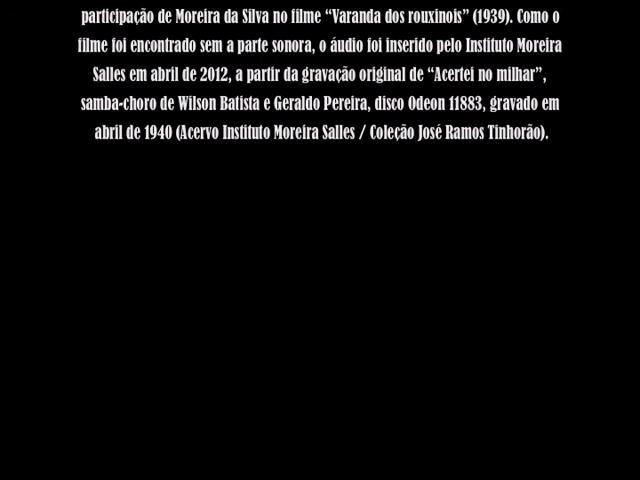 participação de Moreira da Silva no filme “Varanda dos rouxinois” (1939). Como o
filme foi encontrado sem a parte sonora, o áudio foi inserido pelo Instituto Moreira
Salles em abril de 2012, a partir da gravação original de “Acertei no milhar”,
samba-choro de Wilson Batista e Geraldo Pereira, disco Odeon 11883, gravado em
abril de 1940 (Acervo Instituto Moreira Salles / Coleção José Ramos Tinhorão).